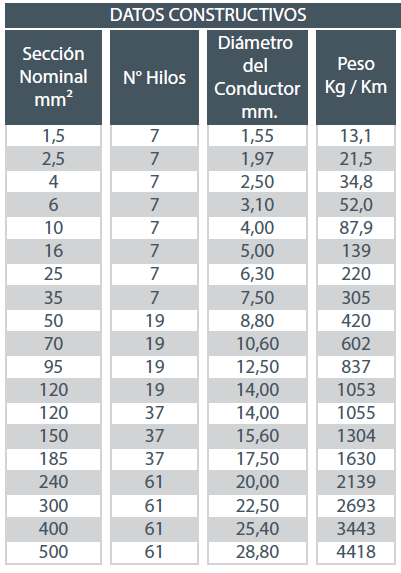 DATOS CONSTRUCTIVOS
Sección Nominal mm² N° Hilos Diámetro del Conductor mm. Peso Kg / Km
1,5 7 1,55 13,1
2,5 7 1,97 21,5
4 7 2,50 34,8
6 7 3,10 52,0
10 7 4,00 87,9
16 7 5,00 139
25 7 6,30 220
35 7 7,50 305
50 19 8,80 420
70 19 10,60 602
95 19 12,50 837
120 19 14,00 1053
120 37 14,00 1055
150 37 15,60 1304
185 37 17,50 1630
240 61 20,00 2139
300 61 22,50 2693
400 61 25,40 3443
500 61 28,80 4418